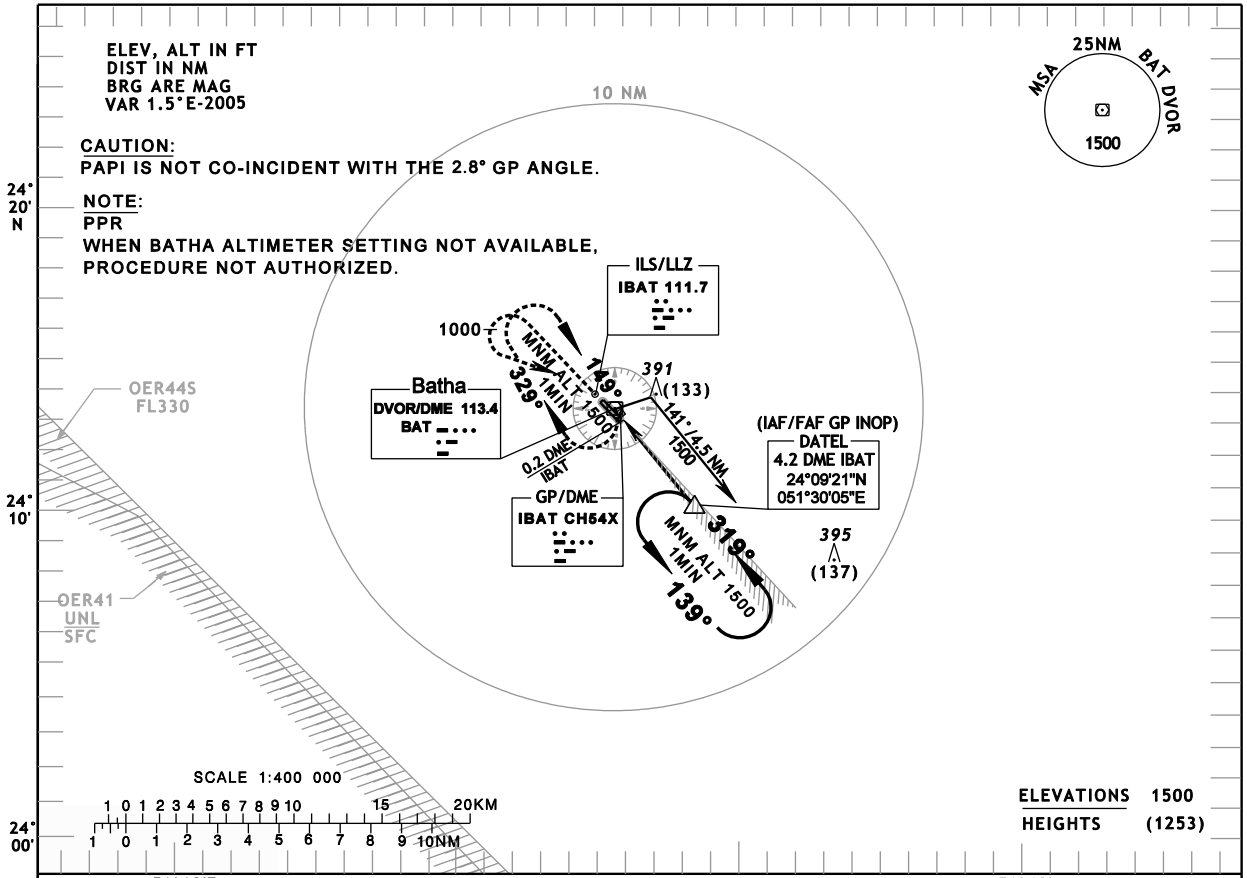 ELEV, ALT IN FT
DIST IN NM
BRG ARE MAG
VAR 1.5°E-2005
CAUTION:
PAPI IS NOT CO-INCIDENT WITH THE 2.8° GP ANGLE.
NOTE:
PPR
WHEN BATHA ALTIMETER SETTING NOT AVAILABLE,
PROCEDURE NOT AUTHORIZED.
10 NM
25NM
MSA
BAT DVOR
1500
24°
20'
N
ILS/LLZ
IBAT 111.7
1000
MNM ALT 1500
1MIN
149°
329°
391
(133)
OER44S
FL330
Batha
DVOR/DME 113.4
BAT
141°/4.5 NM
1500
0.2 DME
IBAT
(IAF/FAF GP INOP)
DATEL
4.2 DME IBAT
24°09'21"N
051°30'05"E
24°
10'
GP/DME
IBAT CH54X
319°
MNM ALT 1500
1MIN
139°
395
(137)
OER41
UNL
SFC
SCALE 1:400 000
1 0 1 2 3 4 5 6 7 8 9 10 15 20KM
1 0 1 2 3 4 5 6 7 8 9 10NM
24°
00'
ELEVATIONS 1500
HEIGHTS (1253)